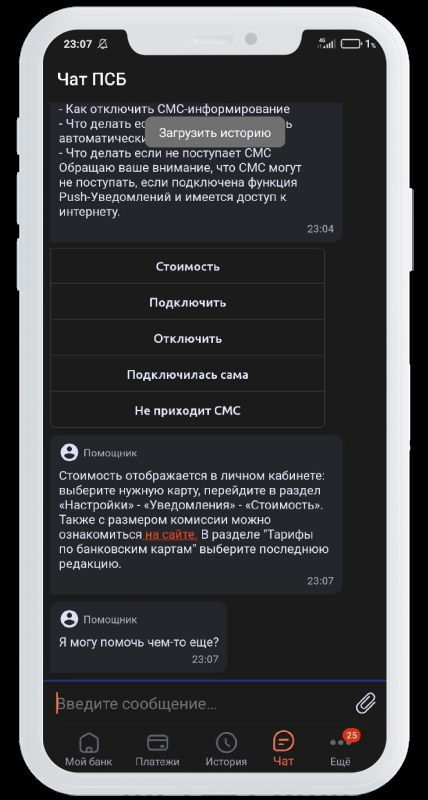 23:07
4G
1%
Чат ПСБ
- Как отключить СМС-информирование
- Что делать ес
ь
Загрузить историю
автоматически
- Что делать если не поступает СМС
Обращаю ваше внимание, что СМС могут
не поступать, если подключена функция
Push-Уведомлений и имеется доступ к
интернету.
23:04
Стоимость
Подключить
Отключить
Подключилась сама
Не приходит СМС
Помощник
Стоимость отображается в личном кабинете:
выберите нужную карту, перейдите в раздел
«Настройки» - «Уведомления» - «Стоимость».
Также с размером комиссии можно
ознакомиться на сайте. В разделе "Тарифы
по банковским картам" выберите последнюю
редакцию.
23:07
Помощник
Я могу помочь чем-то еще?
23:07
Введите сообщение...
25
Мой банк
Платежи
История
Чат
Ещё